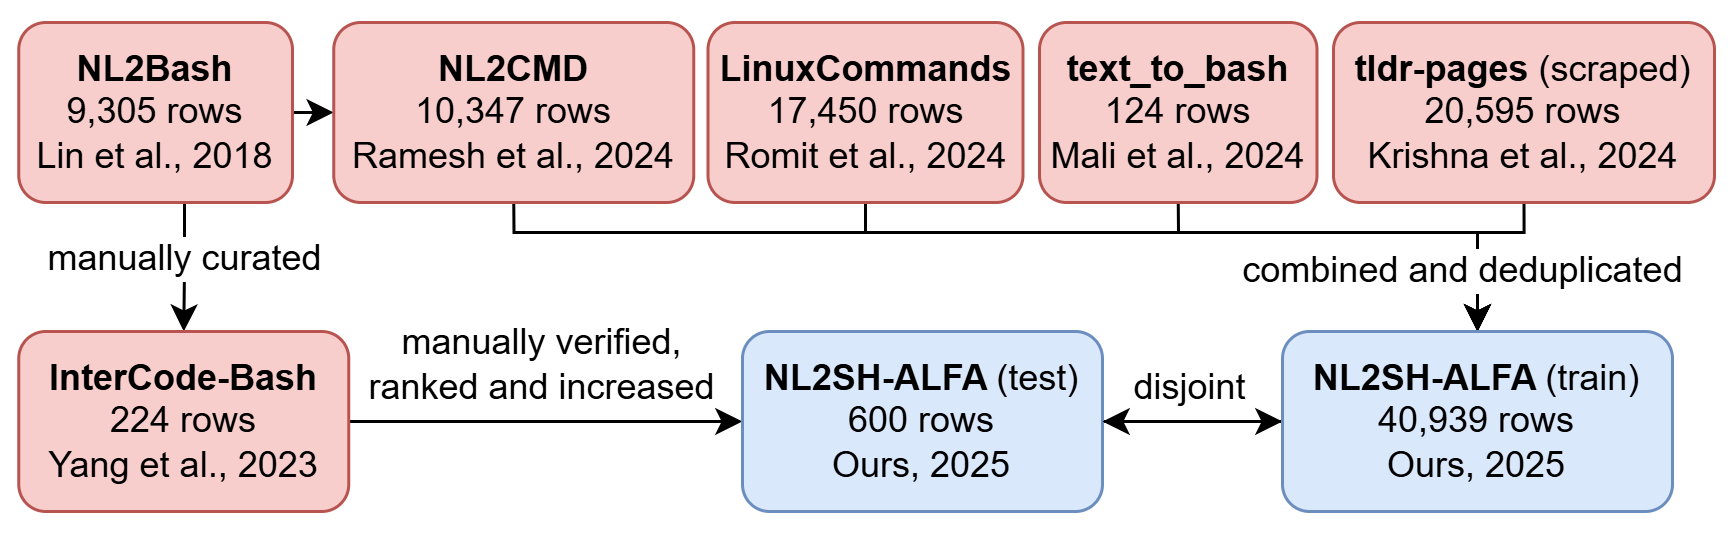 NL2Bash
9,305 rows
Lin et al., 2018
NL2CMD
10,347 rows
Ramesh et al., 2024
LinuxCommands
17,450 rows
Romit et al., 2024
text_to_bash
124 rows
Mali et al., 2024
tldr-pages (scraped)
20,595 rows
Krishna et al., 2024
manually curated
combined and deduplicated
InterCode-Bash
224 rows
Yang et al., 2023
manually verified,
ranked and increased
NL2SH-ALFA (test)
600 rows
Ours, 2025
disjoint
NL2SH-ALFA (train)
40,939 rows
Ours, 2025